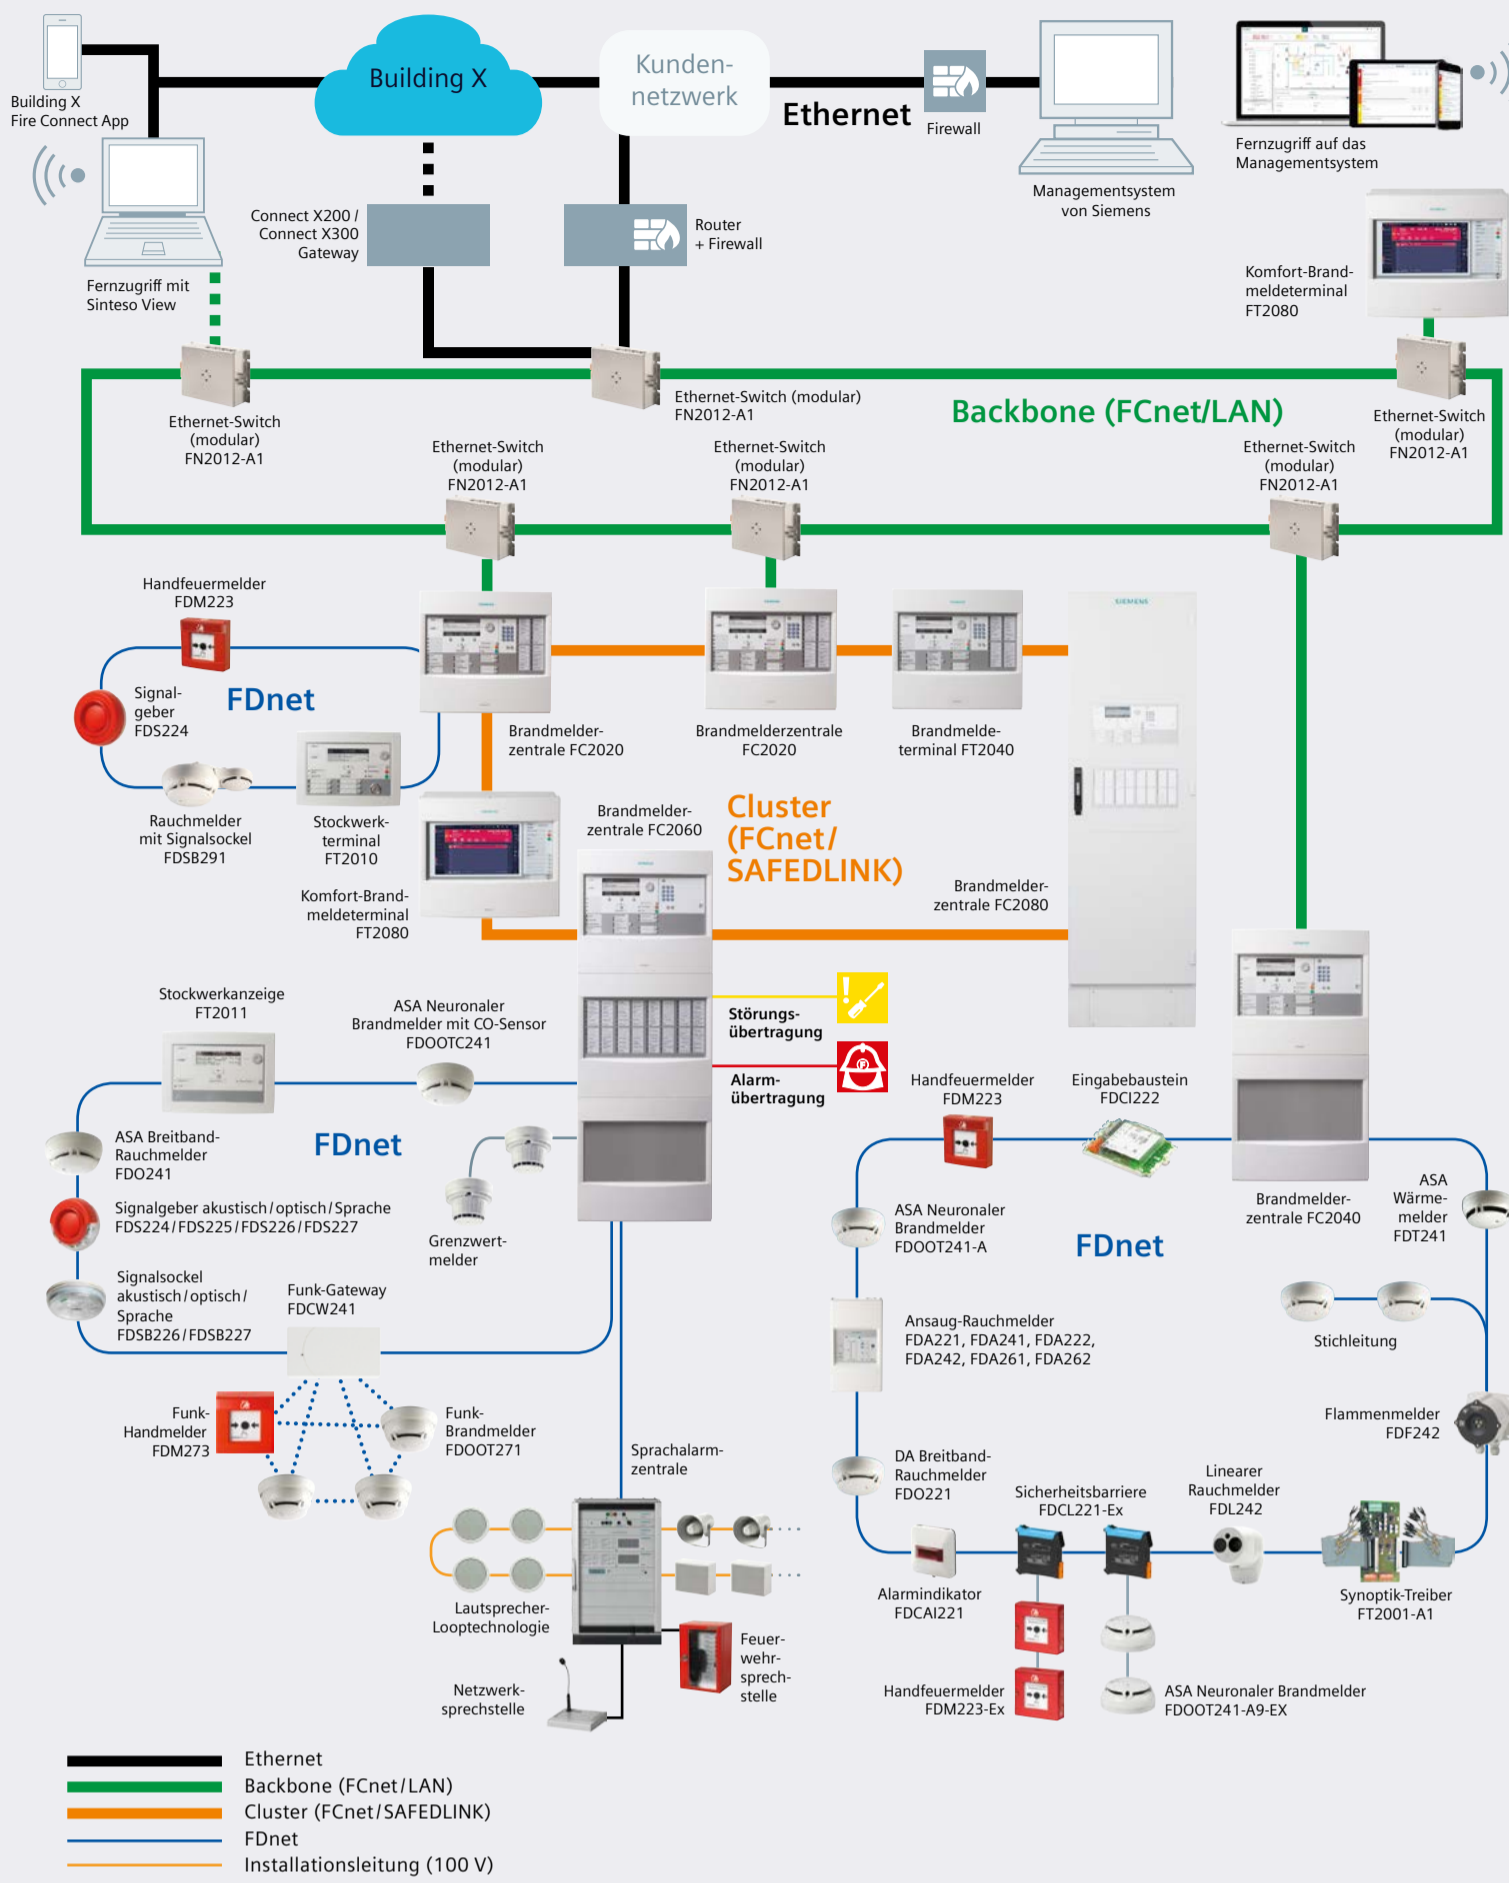 Building X
Fire Connect App
Building X
Kunden-
netzwerk
Ethernet
Firewall
Managementsystem
von Siemens
Fernzugriff auf das
Managementsystem
Connect X200 /
Connect X300
Gateway
Router
+ Firewall
Fernzugriff mit
Sinteso View
Komfort-Brand-
meldeterminal
FT2080
Ethernet-Switch
(modular)
FN2012-A1
Ethernet-Switch (modular)
FN2012-A1
Backbone (FCnet/LAN)
Ethernet-Switch
(modular)
FN2012-A1
Ethernet-Switch
(modular)
FN2012-A1
Ethernet-Switch
(modular)
FN2012-A1
Ethernet-Switch
(modular)
FN2012-A1
Handfeuermelder
FDM223
SIEMENS
Signal-
geber
FDS224
FDnet
Brandmelder-
zentrale FC2020
Brandmelderzentrale
FC2020
Brandmelde-
terminal FT2040
Rauchmelder
mit Signalsockel
FDSB291
Stockwerk-
terminal
FT2010
Brandmelder-
zentrale FC2060
Cluster
(FCnet/
SAFEDLINK)
Komfort-Brand-
meldeterminal
FT2080
Brandmelder-
zentrale FC2080
Stockwerkanzeige
FT2011
ASA Neuronaler
Brandmelder mit CO-Sensor
FDOOTC241
Störungs-
übertragung
Alarm-
übertragung
F
Handfeuermelder
FDM223
Eingabebaustein
FDCI222
ASA Breitband-
Rauchmelder
FDO241
FDnet
Signalgeber akustisch / optisch / Sprache
FDS224 / FDS225 / FDS226 / FDS227
Grenzwert-
melder
ASA Neuronaler
Brandmelder
FDOOT241-A
FDnet
Brandmelder-
zentrale FC2040
ASA
Wärme-
melder
FDT241
Signalsockel
akustisch / optisch /
Sprache
FDSB226 / FDSB227
Funk-Gateway
FDCW241
Ansaug-Rauchmelder
FDA221, FDA241, FDA222,
FDA242, FDA261, FDA262
Stichleitung
Funk-
Handmelder
FDM273
Funk-
Brandmelder
FDOOT271
Sprachalarm-
zentrale
Flammenmelder
FDF242
DA Breitband-
Rauchmelder
FDO221
Sicherheitsbarriere
FDCL221-Ex
Linearer
Rauchmelder
FDL242
Alarmindikator
FDCAI221
Synoptik-Treiber
FT2001-A1
Lautsprecher-
Looptechnologie
Feuer-
wehr-
sprech-
stelle
Netzwerk-
sprechstelle
Handfeuermelder
FDM223-Ex
ASA Neuronaler Brandmelder
FDOOT241-A9-EX
Ethernet
Backbone (FCnet / LAN)
Cluster (FCnet / SAFEDLINK)
FDnet
Installationsleitung (100 V)